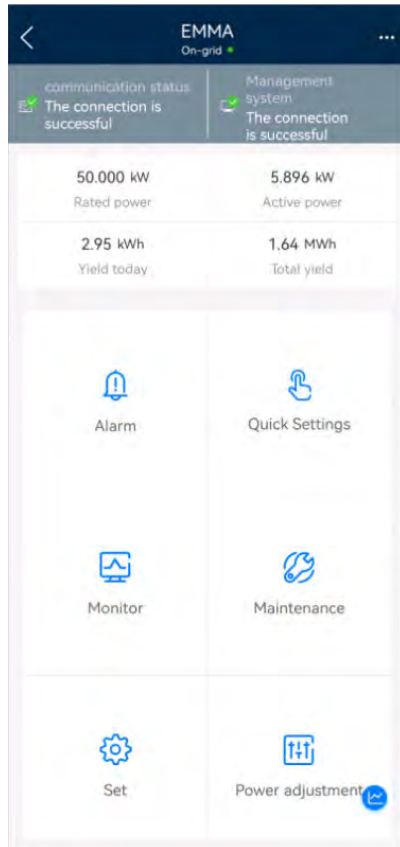 EMMA
On-grid
communication status
The connection is
successful
Management
system
The connection
is successful
50.000 kW
5.896 kW
Rated power
Active power
2.95 kWh
1.64 MWh
Yield today
Total yield
Alarm
Quick Settings
Monitor
Maintenance
Set
Power adjustment